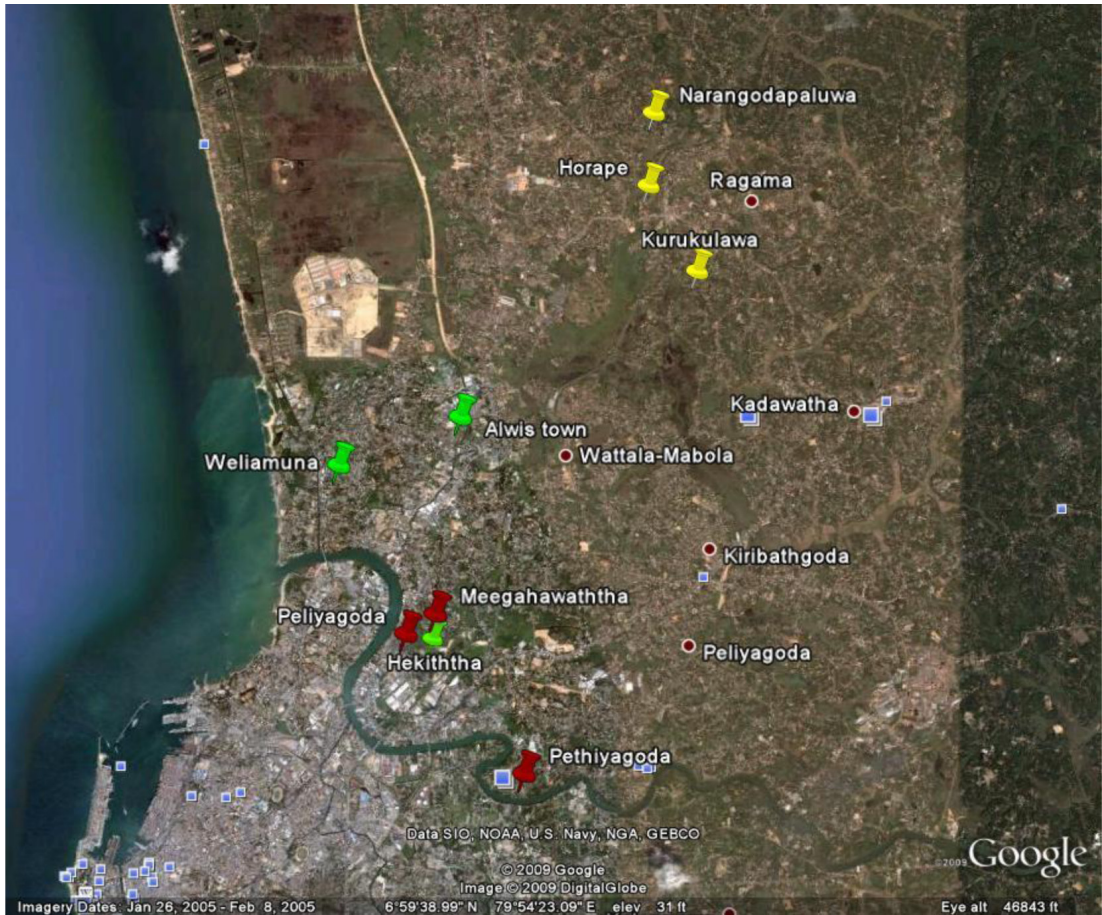 Narangodapaluwa
Horape
Ragama
Kurukulawa
Kadawatha
Alwis town
Weliamuna
Wattala-Mabola
Kiribathgoda
Meegahawaththa
Peliyagoda
Peliyagoda
Hekiththa
Pethiyagoda
Data SIO, NOAA, U.S. Navy, NGA, GEBCO
© 2009 Google
Image © 2009 DigitalGlobe
©2009 Google
Imagery Dates: Jan 26, 2005 - Feb 8, 2005 6°59'38.99" N 79°54'23.09" E elev 31 ft Eye alt 46843 ft
W